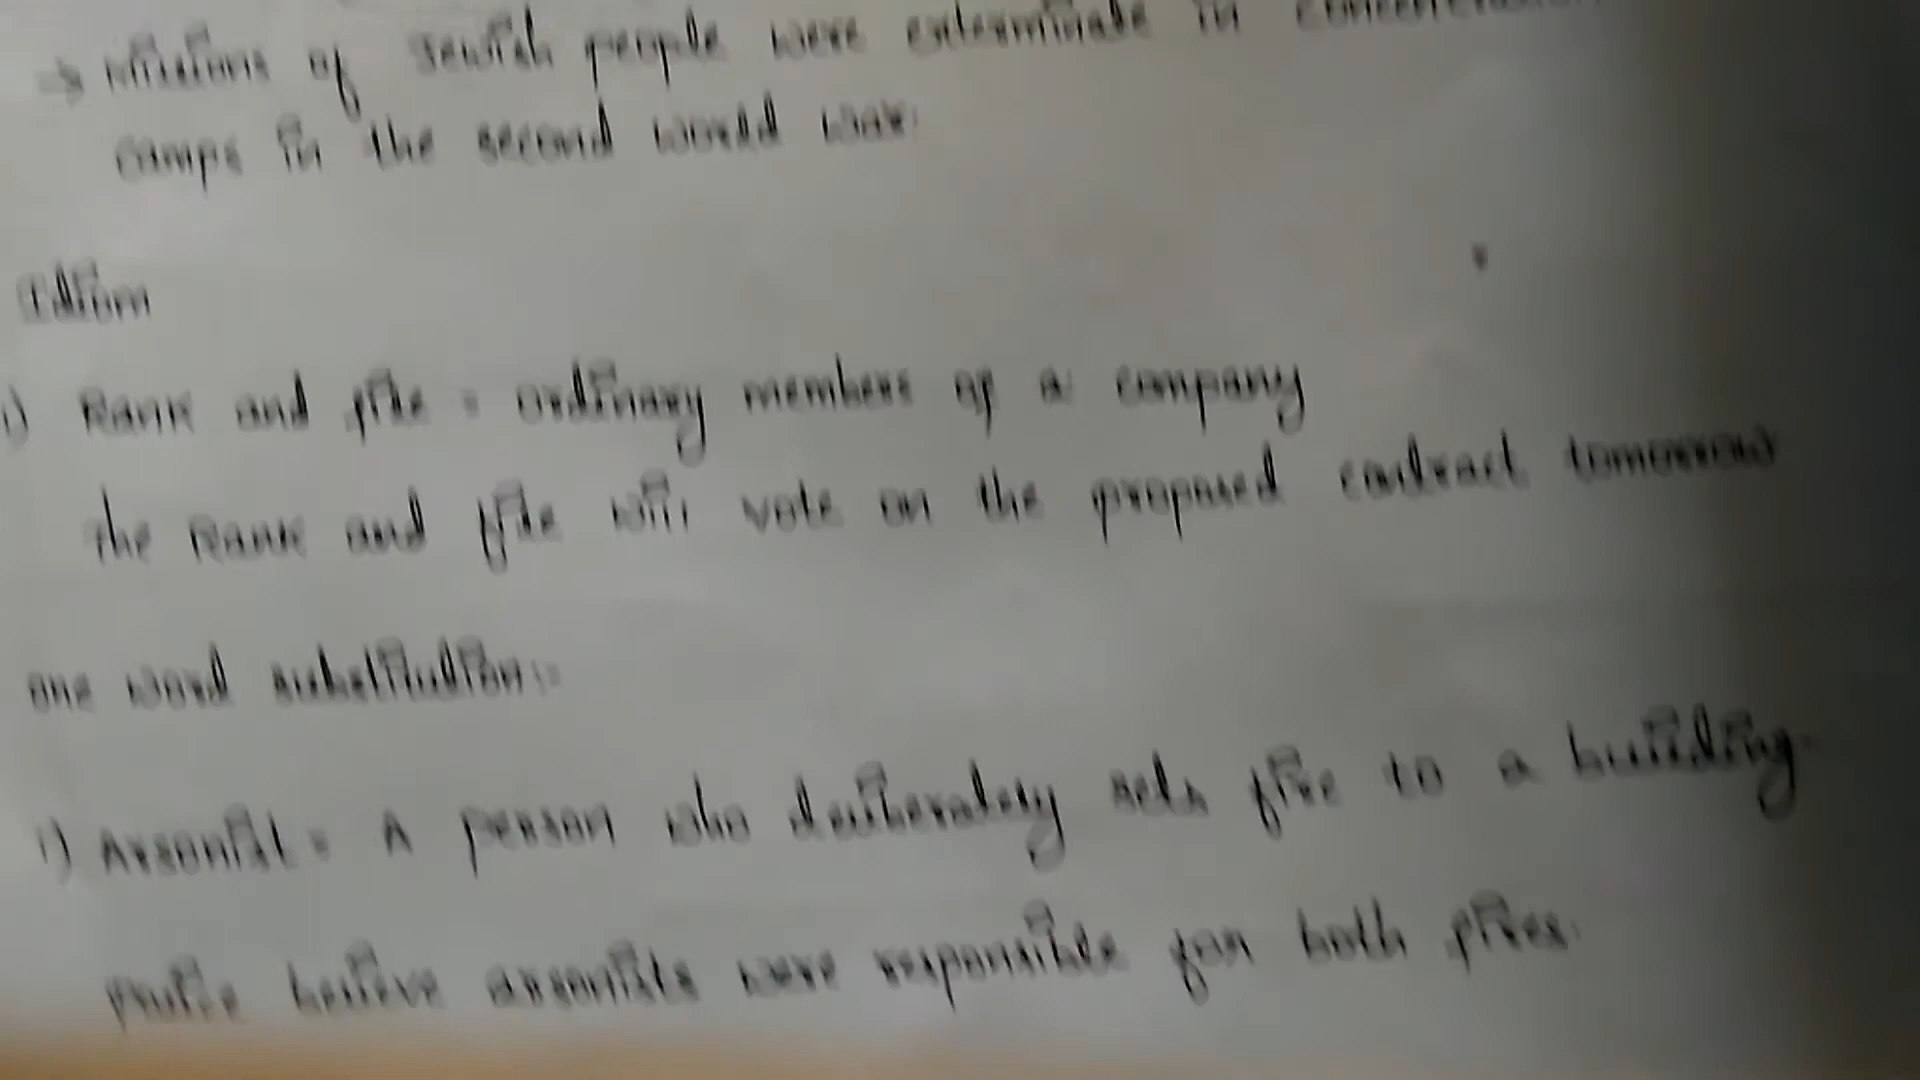 → Millions of Jewish people were exterminate in concentration
camps in the second world war.
Idiom
1) Rank and file = ordinary members of a company
the Rank and file will vote on the proposed contract tomorrow
one word substitution:-
1) Arsonist = A person who deliberately sets fire to a building.
Police believe arsonists were responsible for both fires.